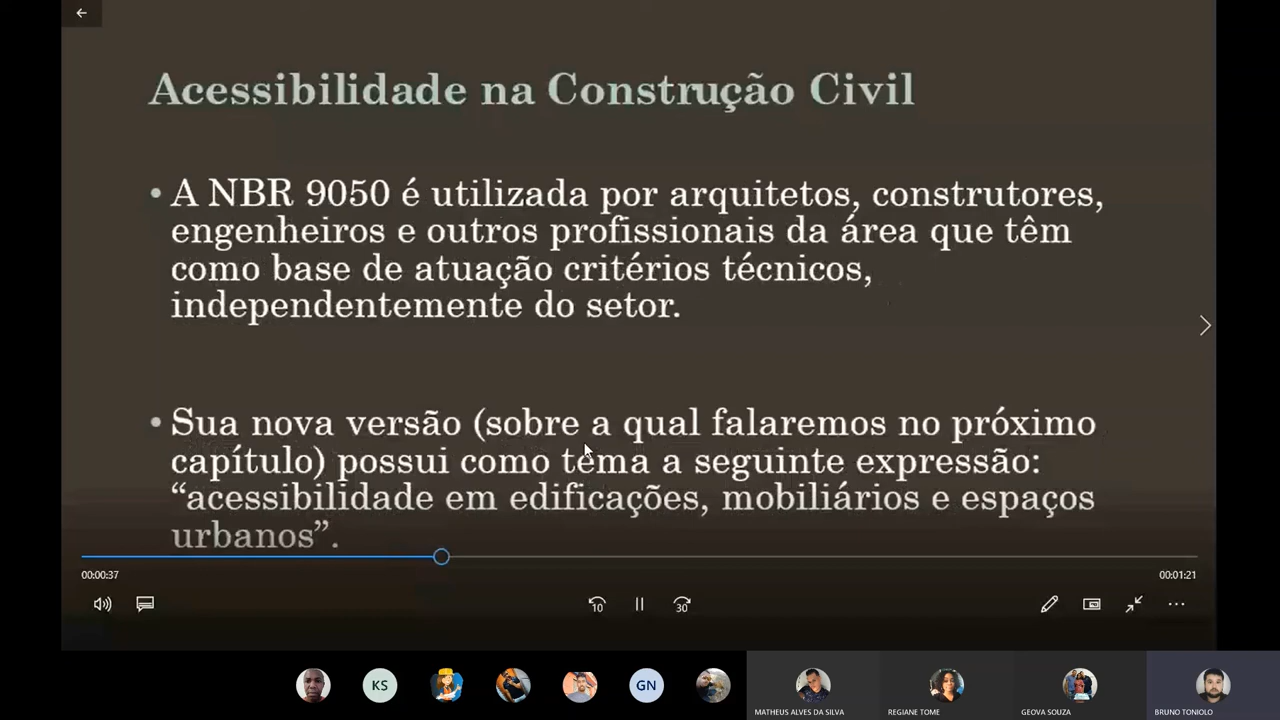 Acessibilidade na Construção Civil
• A NBR 9050 é utilizada por arquitetos, construtores,
engenheiros e outros profissionais da área que têm
como base de atuação critérios técnicos,
independentemente do setor.
• Sua nova versão (sobre a qual falaremos no próximo
capítulo) possui como tema a seguinte expressão:
“acessibilidade em edificações, mobiliários e espaços
urbanos”.
00:00:37
00:01:21
10
30
KS
GN
MATHEUS ALVES DA SILVA
REGIANE TOME
GEOVA SOUZA
BRUNO TONIOLO